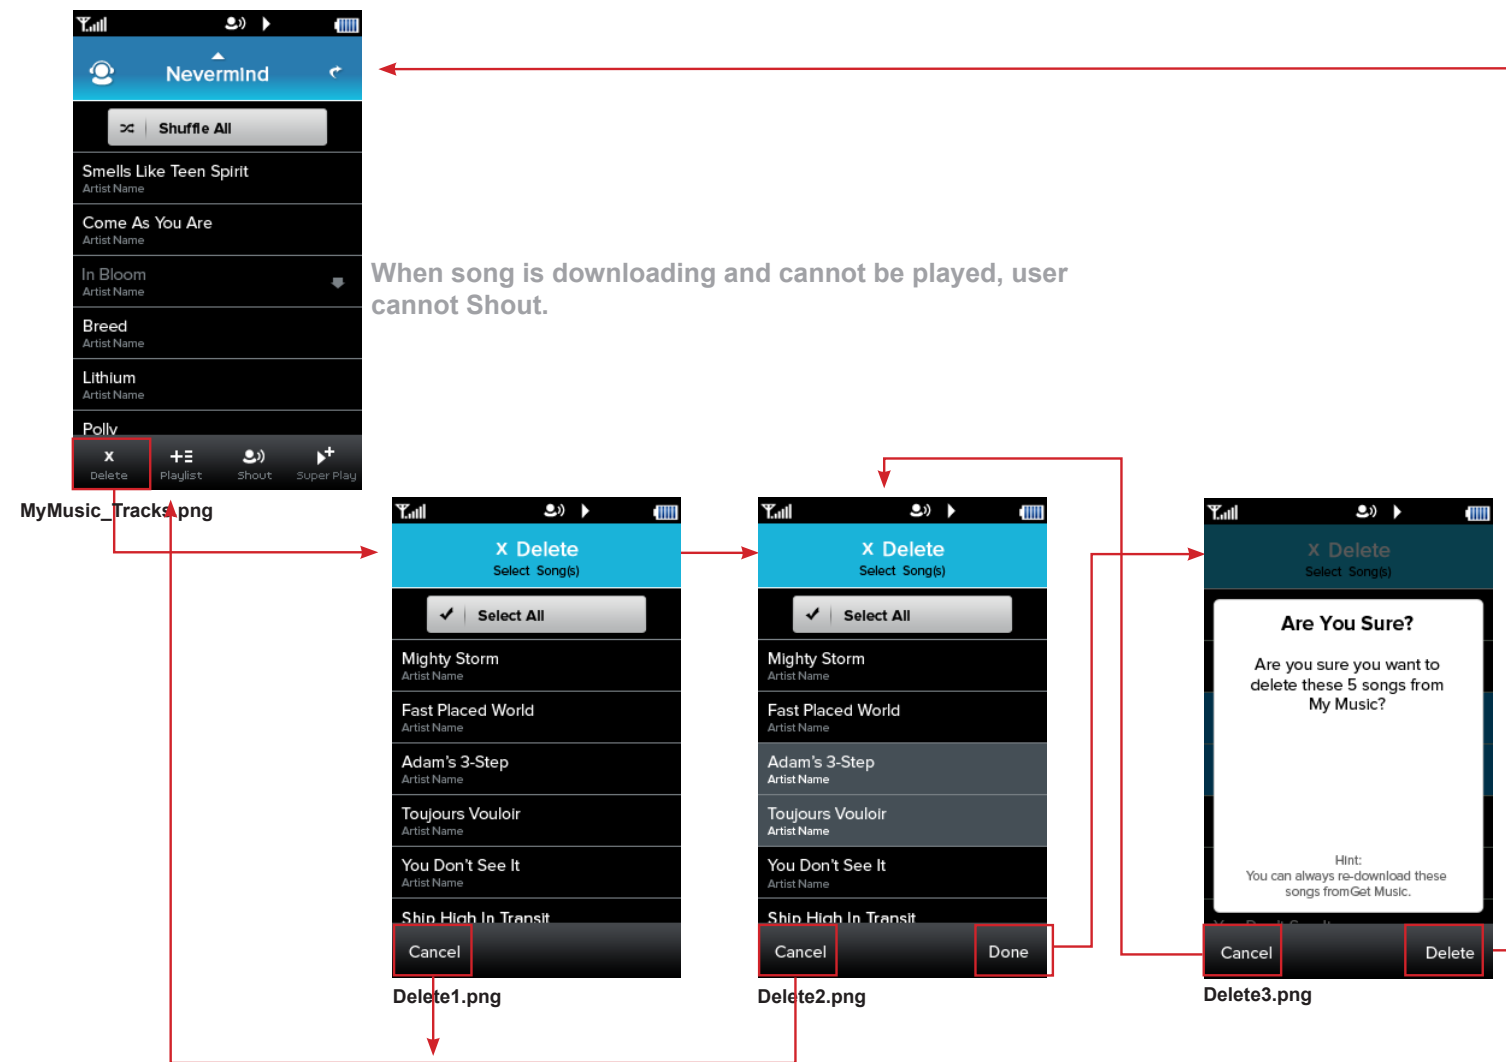 Nevermind
Shuffle All
Smells Like Teen Spirit
Artist Name
Come As You Are
Artist Name
In Bloom
Artist Name
Breed
Artist Name
Lithium
Artist Name
Polly
x
Delete
Playlist
Shout
Super Play
MyMusic_Tracks.png
When song is downloading and cannot be played, user
cannot Shout.
x Delete
Select Song(s)
Select All
Mighty Storm
Artist Name
Fast Placed World
Artist Name
Adam's 3-Step
Artist Name
Toujours Vouloir
Artist Name
You Don't See It
Artist Name
Ship High In Transit
Cancel
Delete1.png
x Delete
Select Song(s)
Select All
Mighty Storm
Artist Name
Fast Placed World
Artist Name
Adam's 3-Step
Artist Name
Toujours Vouloir
Artist Name
You Don't See It
Artist Name
Ship High In Transit
Cancel
Done
Delete2.png
x Delete
Select Song(s)
Are You Sure?
Are you sure you want to
delete these 5 songs from
My Music?
Hint:
You can always re-download these
songs fromGet Music.
You Don't See It
Cancel
Delete
Delete3.png